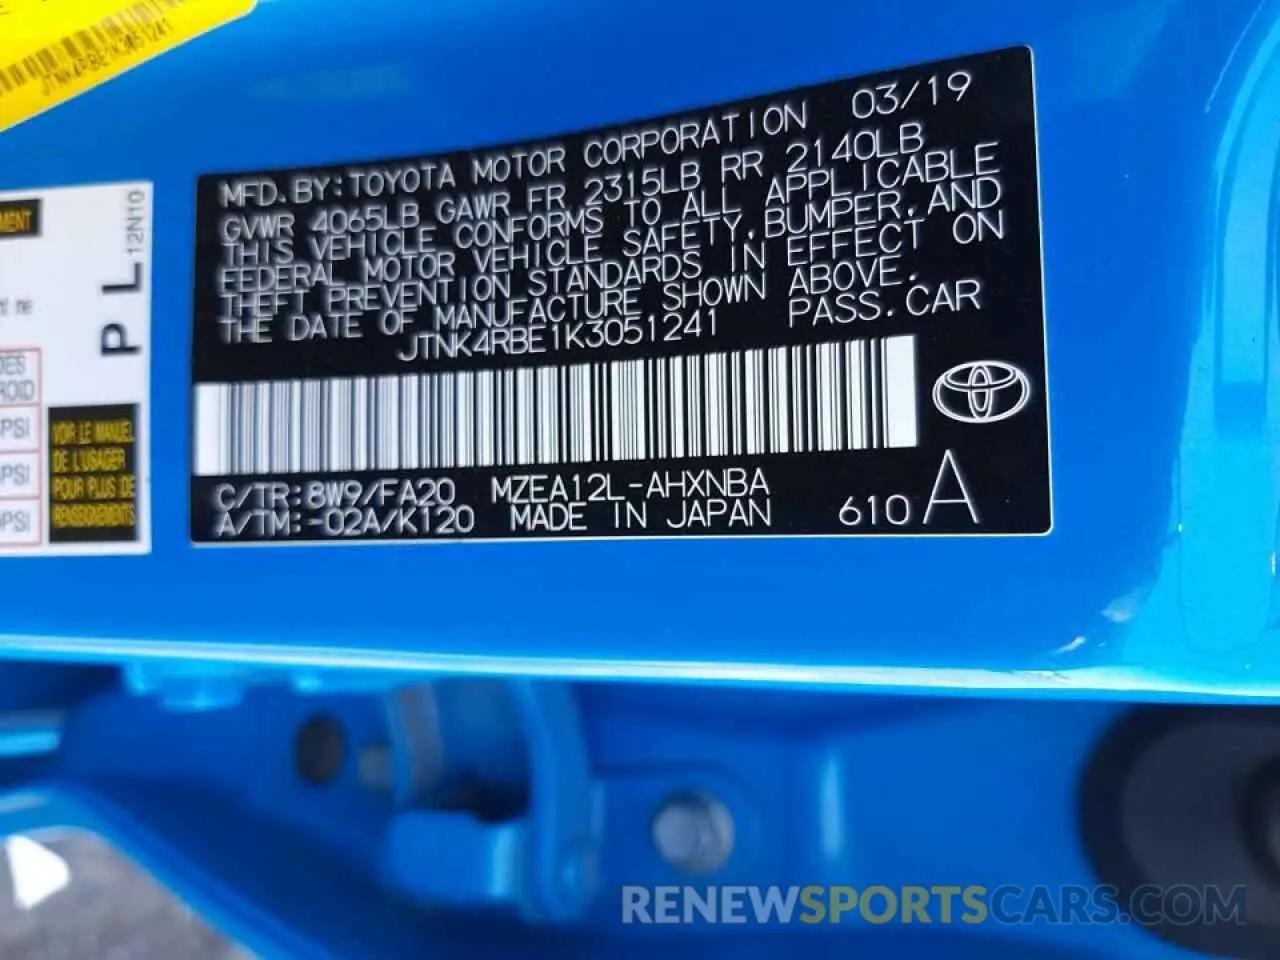 JTNK4RBE1K3051241
MFD.BY:TOYOTA MOTOR CORPORATION 03/19
GVWR 4065LB GAWR FR 2315LB RR 2140LB
THIS VEHICLE CONFORMS TO ALL APPLICABLE
FEDERAL MOTOR VEHICLE SAFETY,BUMPER,AND
THEFT PREVENTION STANDARDS IN EFFECT ON
THE DATE OF MANUFACTURE SHOWN ABOVE.
JTNK4RBE1K3051241 PASS.CAR
C/TR:8W9/FA20 MZEA12L-AHXNBA
A/TM:-02A/K120 MADE IN JAPAN 610 A
P L 12N10
VOIR LE MANUEL
DE L'USAGER
POUR PLUS DE
RENSEIGNEMENTS
PSI
PSI
PSI
RENEWSPORTSCARS.COM